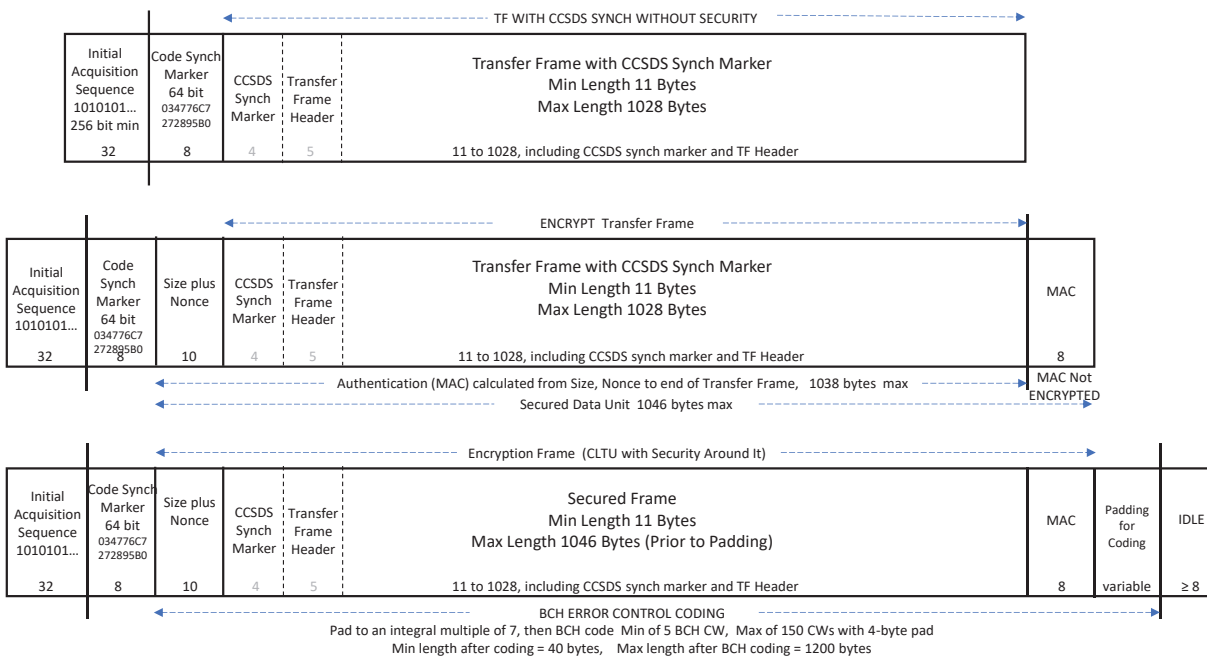 TF WITH CCSDS SYNCH WITHOUT SECURITY
Initial
Acquisition
Sequence
1010101...
256 bit min
32
Code Synch
Marker
64 bit
034776C7
272895B0
8
CCSDS
Synch
Marker
4
Transfer
Frame
Header
5
Transfer Frame with CCSDS Synch Marker
Min Length 11 Bytes
Max Length 1028 Bytes
11 to 1028, including CCSDS synch marker and TF Header
ENCRYPT Transfer Frame
Initial
Acquisition
Sequence
1010101...
32
Code
Synch
Marker
64 bit
034776C7
272895B0
8
Size plus
Nonce
10
CCSDS
Synch
Marker
4
Transfer
Frame
Header
5
Transfer Frame with CCSDS Synch Marker
Min Length 11 Bytes
Max Length 1028 Bytes
11 to 1028, including CCSDS synch marker and TF Header
MAC
8
Authentication (MAC) calculated from Size, Nonce to end of Transfer Frame, 1038 bytes max
MAC Not
ENCRYPTED
Secured Data Unit 1046 bytes max
Encryption Frame (CLTU with Security Around It)
Initial
Acquisition
Sequence
1010101...
32
Code Synch
Marker
64 bit
034776C7
272895B0
8
Size plus
Nonce
10
CCSDS
Synch
Marker
4
Transfer
Frame
Header
5
Secured Frame
Min Length 11 Bytes
Max Length 1046 Bytes (Prior to Padding)
11 to 1028, including CCSDS synch marker and TF Header
MAC
8
Padding
for
Coding
variable
IDLE
≥ 8
BCH ERROR CONTROL CODING
Pad to an integral multiple of 7, then BCH code Min of 5 BCH CW, Max of 150 CWs with 4-byte pad
Min length after coding = 40 bytes, Max length after BCH coding = 1200 bytes